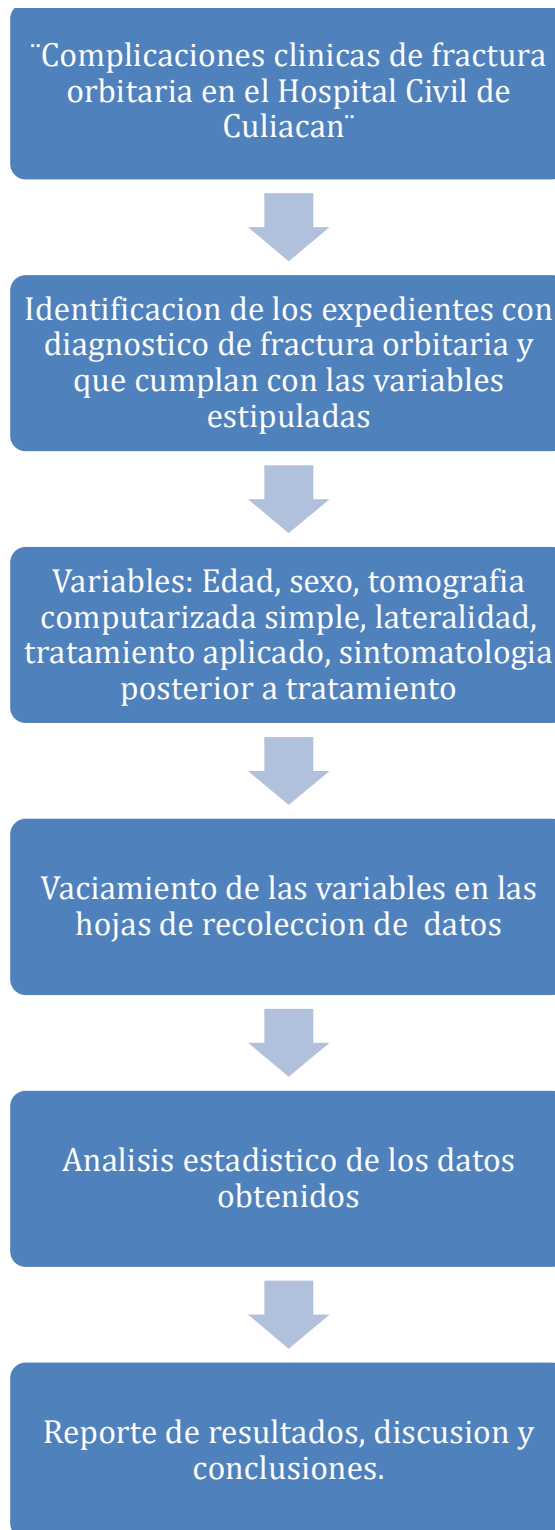 ¨Complicaciones clinicas de fractura
orbitaria en el Hospital Civil de
Culiacan¨
Identificacion de los expedientes con
diagnostico de fractura orbitaria y
que cumplan con las variables
estipuladas
Variables: Edad, sexo, tomografia
computarizada simple, lateralidad,
tratamiento aplicado, sintomatologia
posterior a tratamiento
Vaciamiento de las variables en las
hojas de recoleccion de datos
Analisis estadistico de los datos
obtenidos
Reporte de resultados, discusion y
conclusiones.